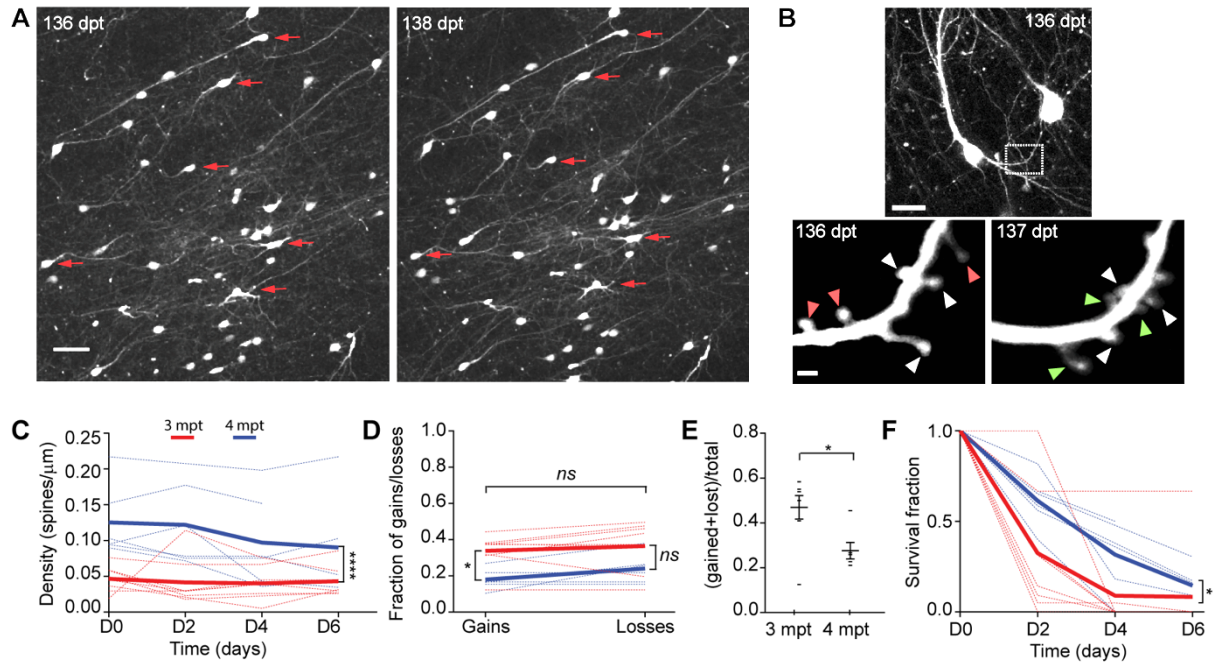 A
136 dpt
138 dpt
B
136 dpt
136 dpt
137 dpt
C
3 mpt
4 mpt
Density (spines/μm)
0.25
0.20
0.15
0.10
0.05
0.00
D0
D2
D4
D6
Time (days)
****
D
Fraction of gains/losses
1.0
0.8
0.6
0.4
0.2
0.0
Gains
Losses
ns
*
ns
E
(gained+lost)/total
0.8
0.6
0.4
0.2
0.0
3 mpt
4 mpt
*
F
Survival fraction
1.0
0.5
0.0
D0
D2
D4
D6
Time (days)
*